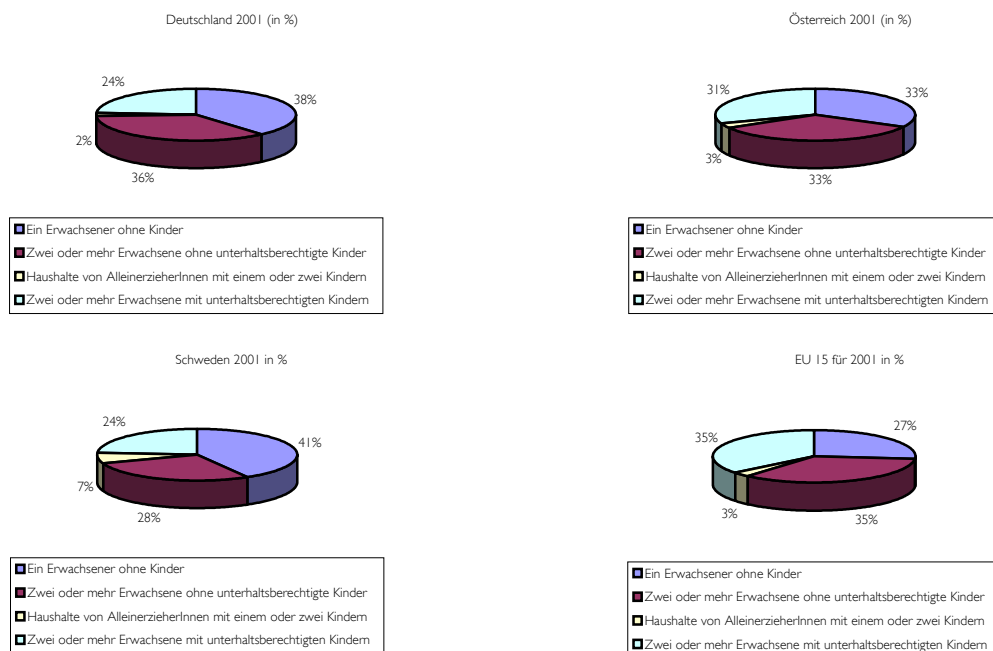 Deutschland 2001 (in %)
24%
38%
2%
36%
Ein Erwachsener ohne Kinder
Zwei oder mehr Erwachsene ohne unterhaltsberechtigte Kinder
Haushalte von AlleinerzieherInnen mit einem oder zwei Kindern
Zwei oder mehr Erwachsene mit unterhaltsberechtigten Kindern
Österreich 2001 (in %)
31%
33%
3%
33%
Ein Erwachsener ohne Kinder
Zwei oder mehr Erwachsene ohne unterhaltsberechtigte Kinder
Haushalte von AlleinerzieherInnen mit einem oder zwei Kindern
Zwei oder mehr Erwachsene mit unterhaltsberechtigten Kindern
Schweden 2001 in %
24%
41%
7%
28%
Ein Erwachsener ohne Kinder
Zwei oder mehr Erwachsene ohne unterhaltsberechtigte Kinder
Haushalte von AlleinerzieherInnen mit einem oder zwei Kindern
Zwei oder mehr Erwachsene mit unterhaltsberechtigten Kindern
EU 15 für 2001 in %
27%
35%
3%
35%
Ein Erwachsener ohne Kinder
Zwei oder mehr Erwachsene ohne unterhaltsberechtigte Kinder
Haushalte von AlleinerzieherInnen mit einem oder zwei Kindern
Zwei oder mehr Erwachsene mit unterhaltsberechtigten Kindern